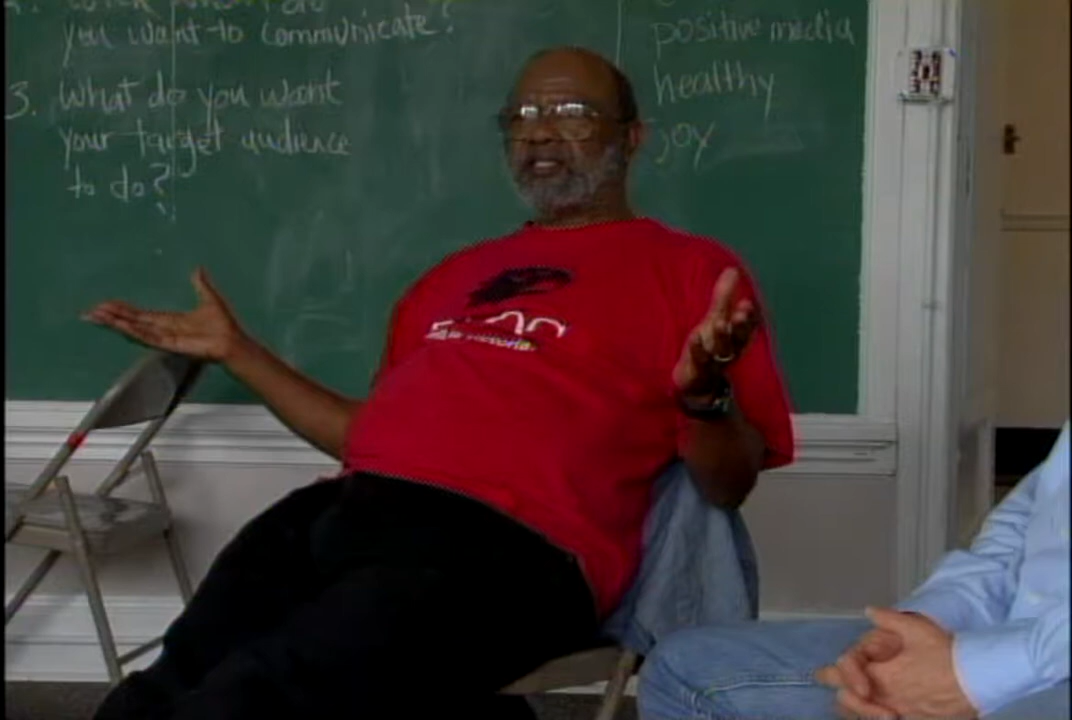 you want to communicate?
3. What do you want
your target audience
to do?
positive media
healthy
joy